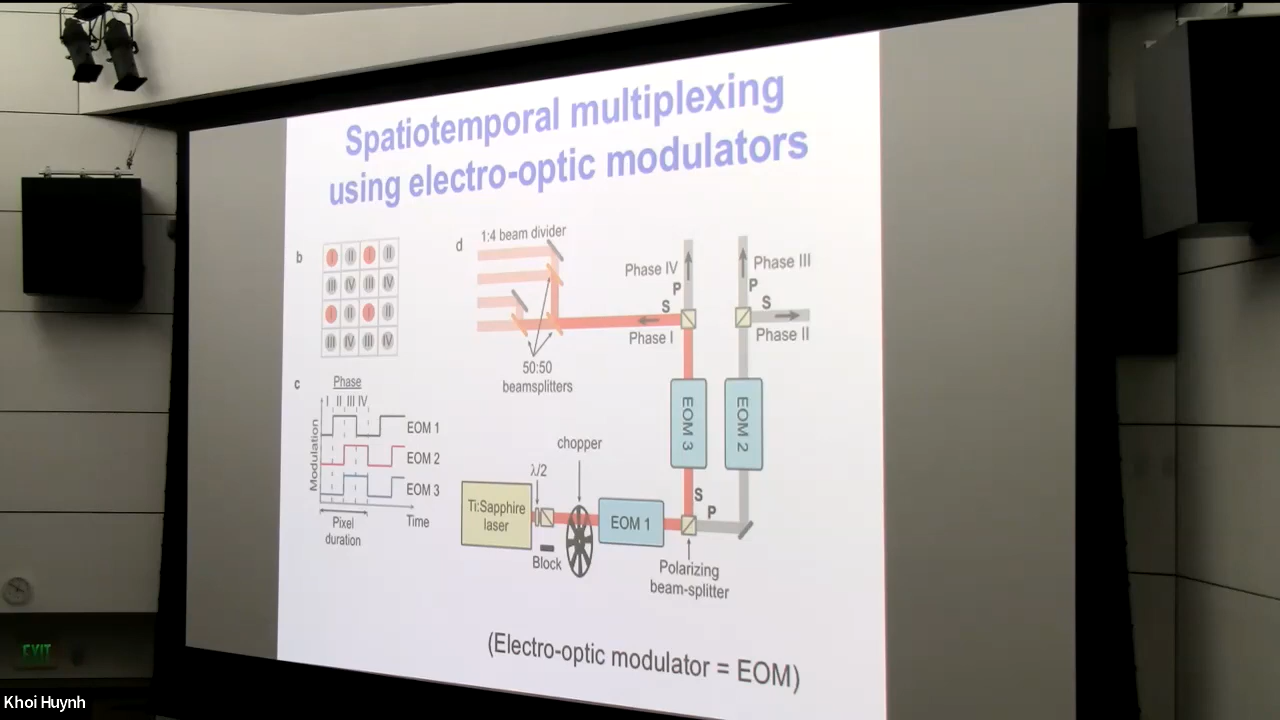 Spatiotemporal multiplexing
using electro-optic modulators
b
I II I II
III IV III IV
I II I II
III IV III IV
c
Phase
I II III IV
Modulation
EOM 1
EOM 2
EOM 3
Pixel
duration
Time
d
1:4 beam divider
50:50
beamsplitters
Phase IV
P
S
Phase I
Phase III
P
S
Phase II
EOM 3
EOM 2
chopper
λ/2
Ti:Sapphire
laser
Block
EOM 1
S
P
Polarizing
beam-splitter
(Electro-optic modulator = EOM)
EXIT
Khoi Huynh